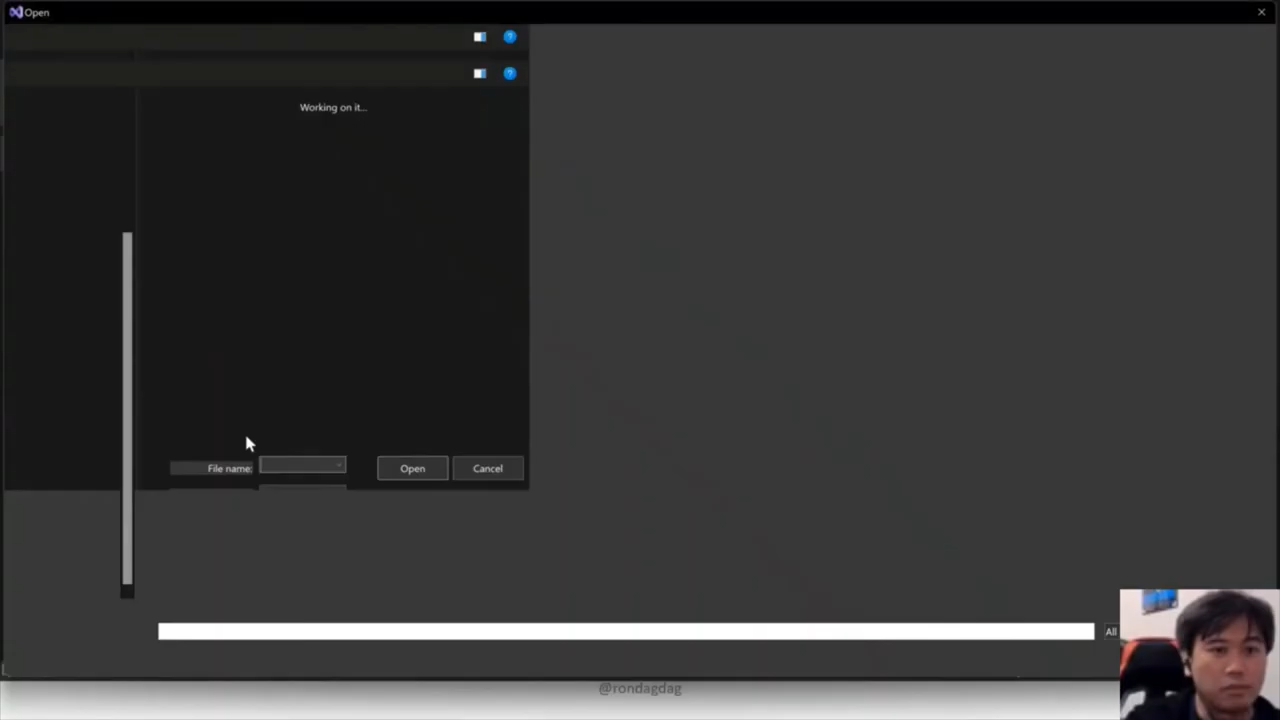 Open
Working on it...
File name:
Open
Cancel
All
@rondagdag